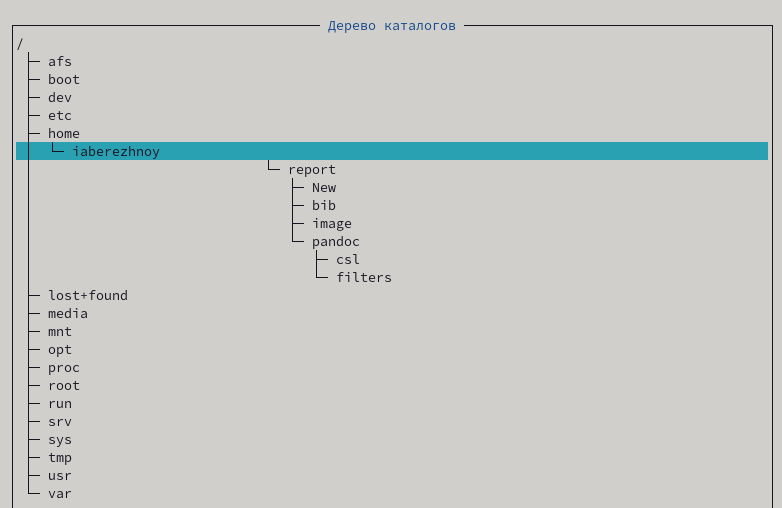 Дерево каталогов
/
afs
boot
dev
etc
home
iaberezhnoy
report
New
bib
image
pandoc
csl
filters
lost+found
media
mnt
opt
proc
root
run
srv
sys
tmp
usr
var